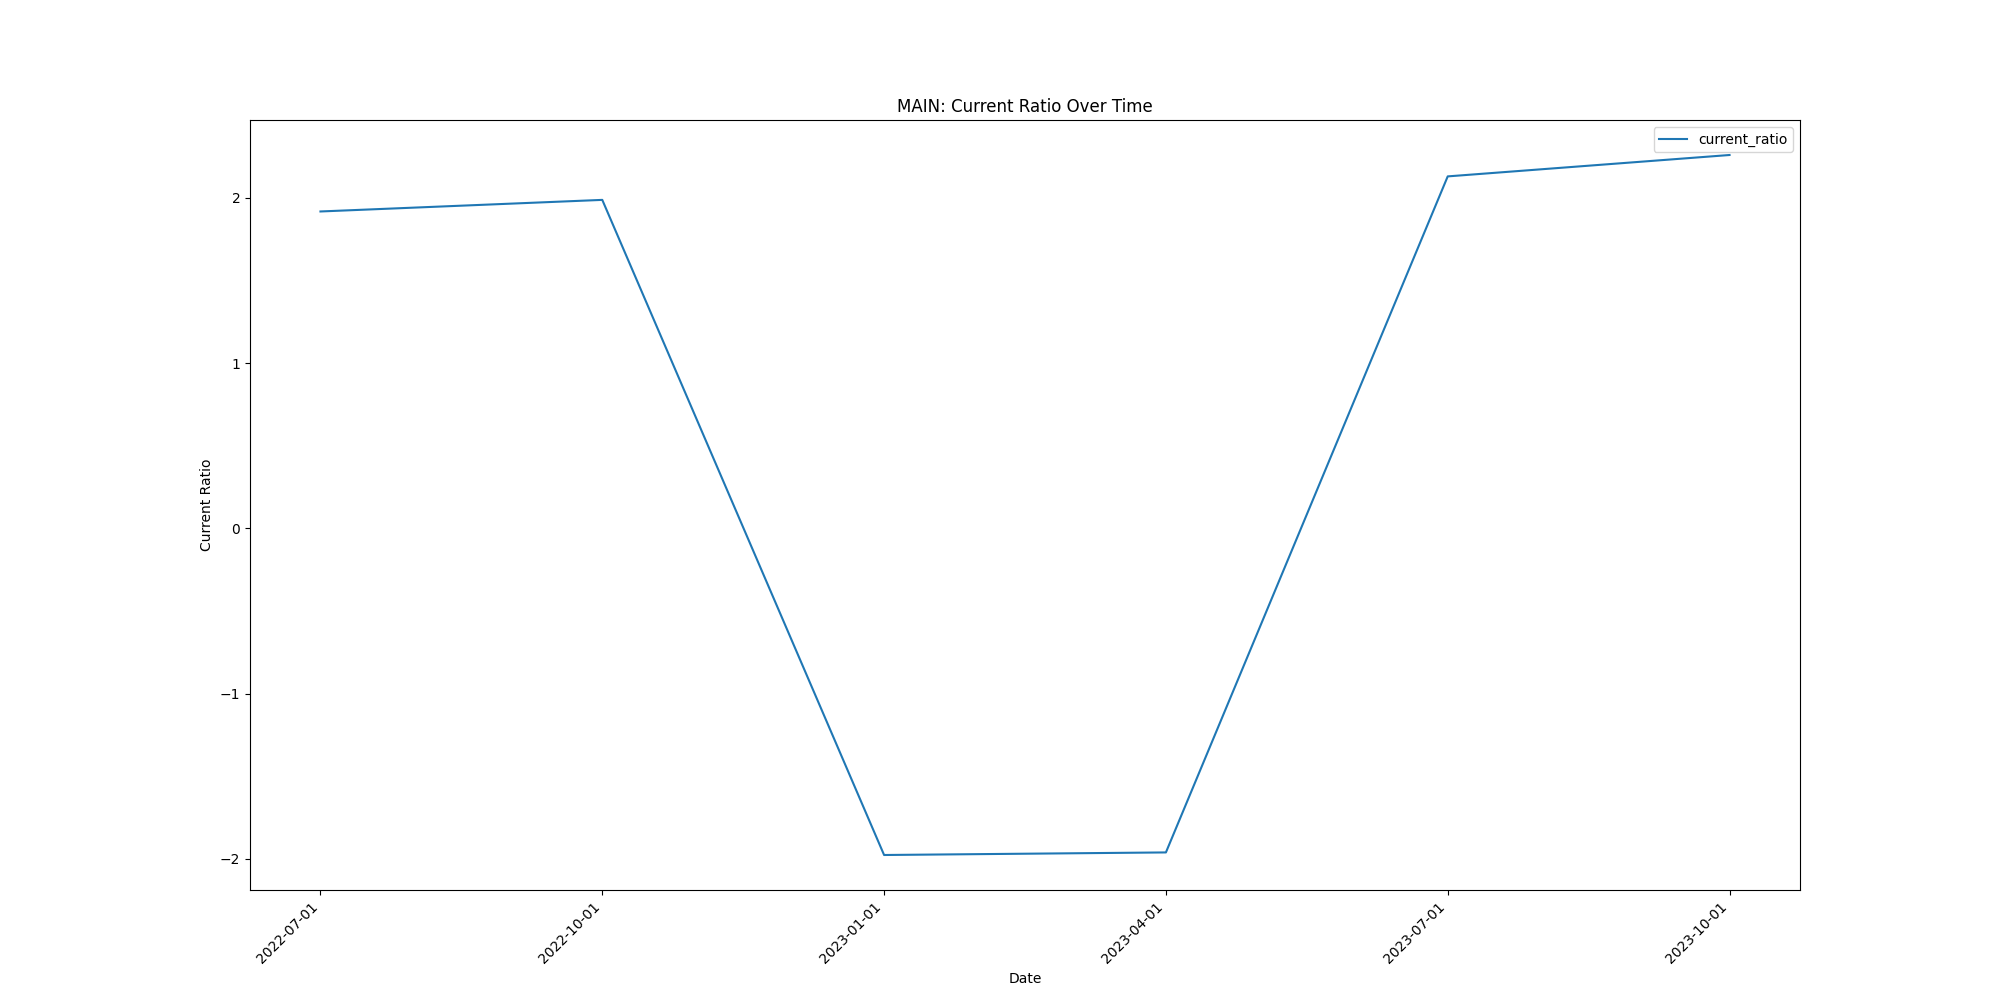 MAIN: Current Ratio Over Time
current_ratio
Current Ratio
2
1
0
−1
−2
2022-07-01
2022-10-01
2023-01-01
2023-04-01
2023-07-01
2023-10-01
Date